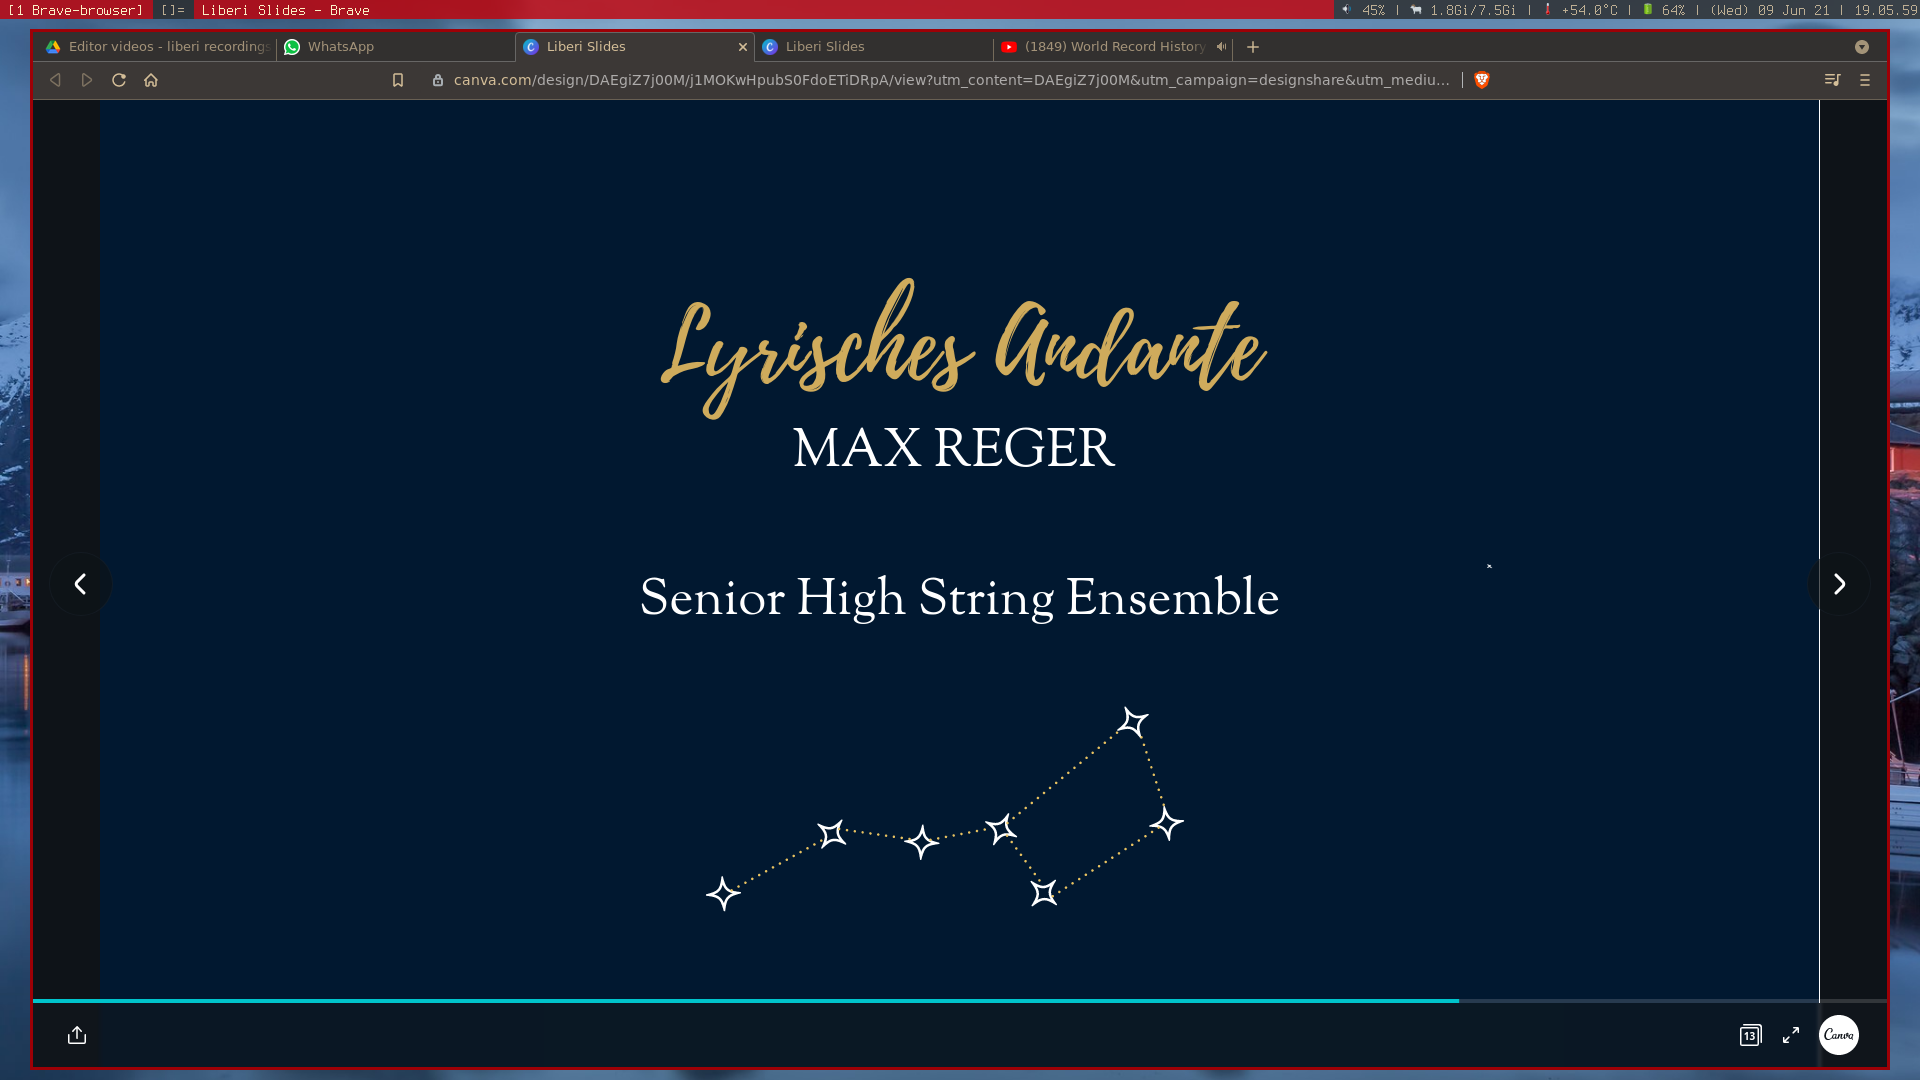 [1 Brave-browser] []= Liberi Slides - Brave 45% | 1.8Gi/7.5Gi | +54.0°C | 64% | (Wed) 09 Jun 21 | 19.05.59
Editor videos - liberi recordings WhatsApp Liberi Slides Liberi Slides (1849) World Record History
canva.com/design/DAEgiZ7j00M/j1MOKwHpubS0FdoETiDRpA/view?utm_content=DAEgiZ7j00M&utm_campaign=designshare&utm_mediu...
Lyrisches Andante
MAX REGER
Senior High String Ensemble
13 Canva